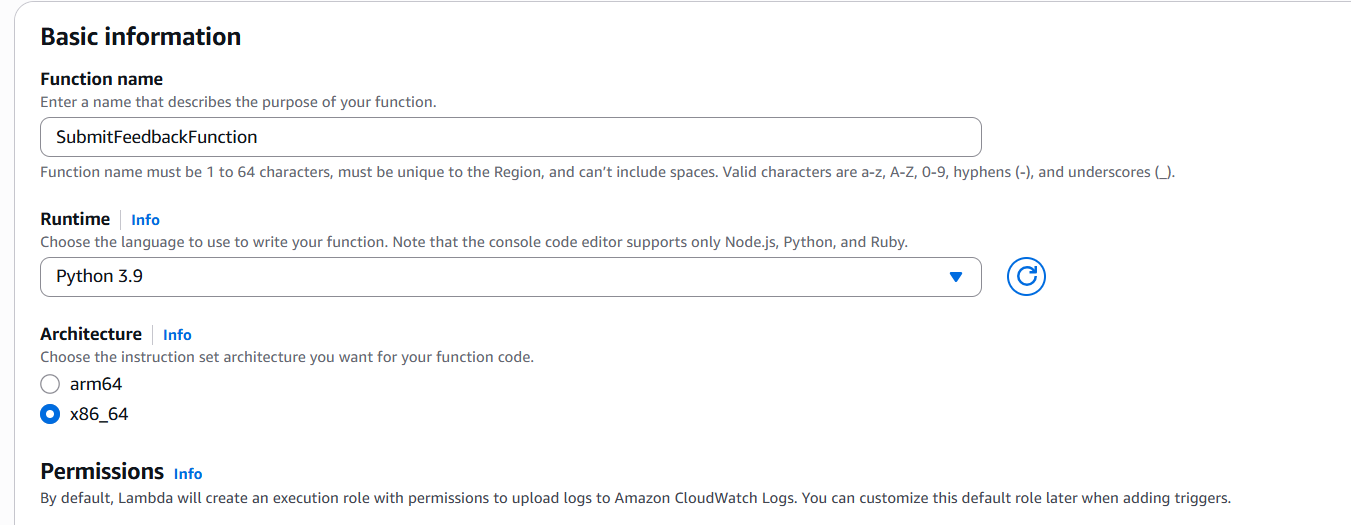 Basic information
Function name
Enter a name that describes the purpose of your function.
SubmitFeedbackFunction
Function name must be 1 to 64 characters, must be unique to the Region, and can’t include spaces. Valid characters are a-z, A-Z, 0-9, hyphens (-), and underscores (_).
Runtime Info
Choose the language to use to write your function. Note that the console code editor supports only Node.js, Python, and Ruby.
Python 3.9
Architecture Info
Choose the instruction set architecture you want for your function code.
arm64
x86_64
Permissions Info
By default, Lambda will create an execution role with permissions to upload logs to Amazon CloudWatch Logs. You can customize this default role later when adding triggers.